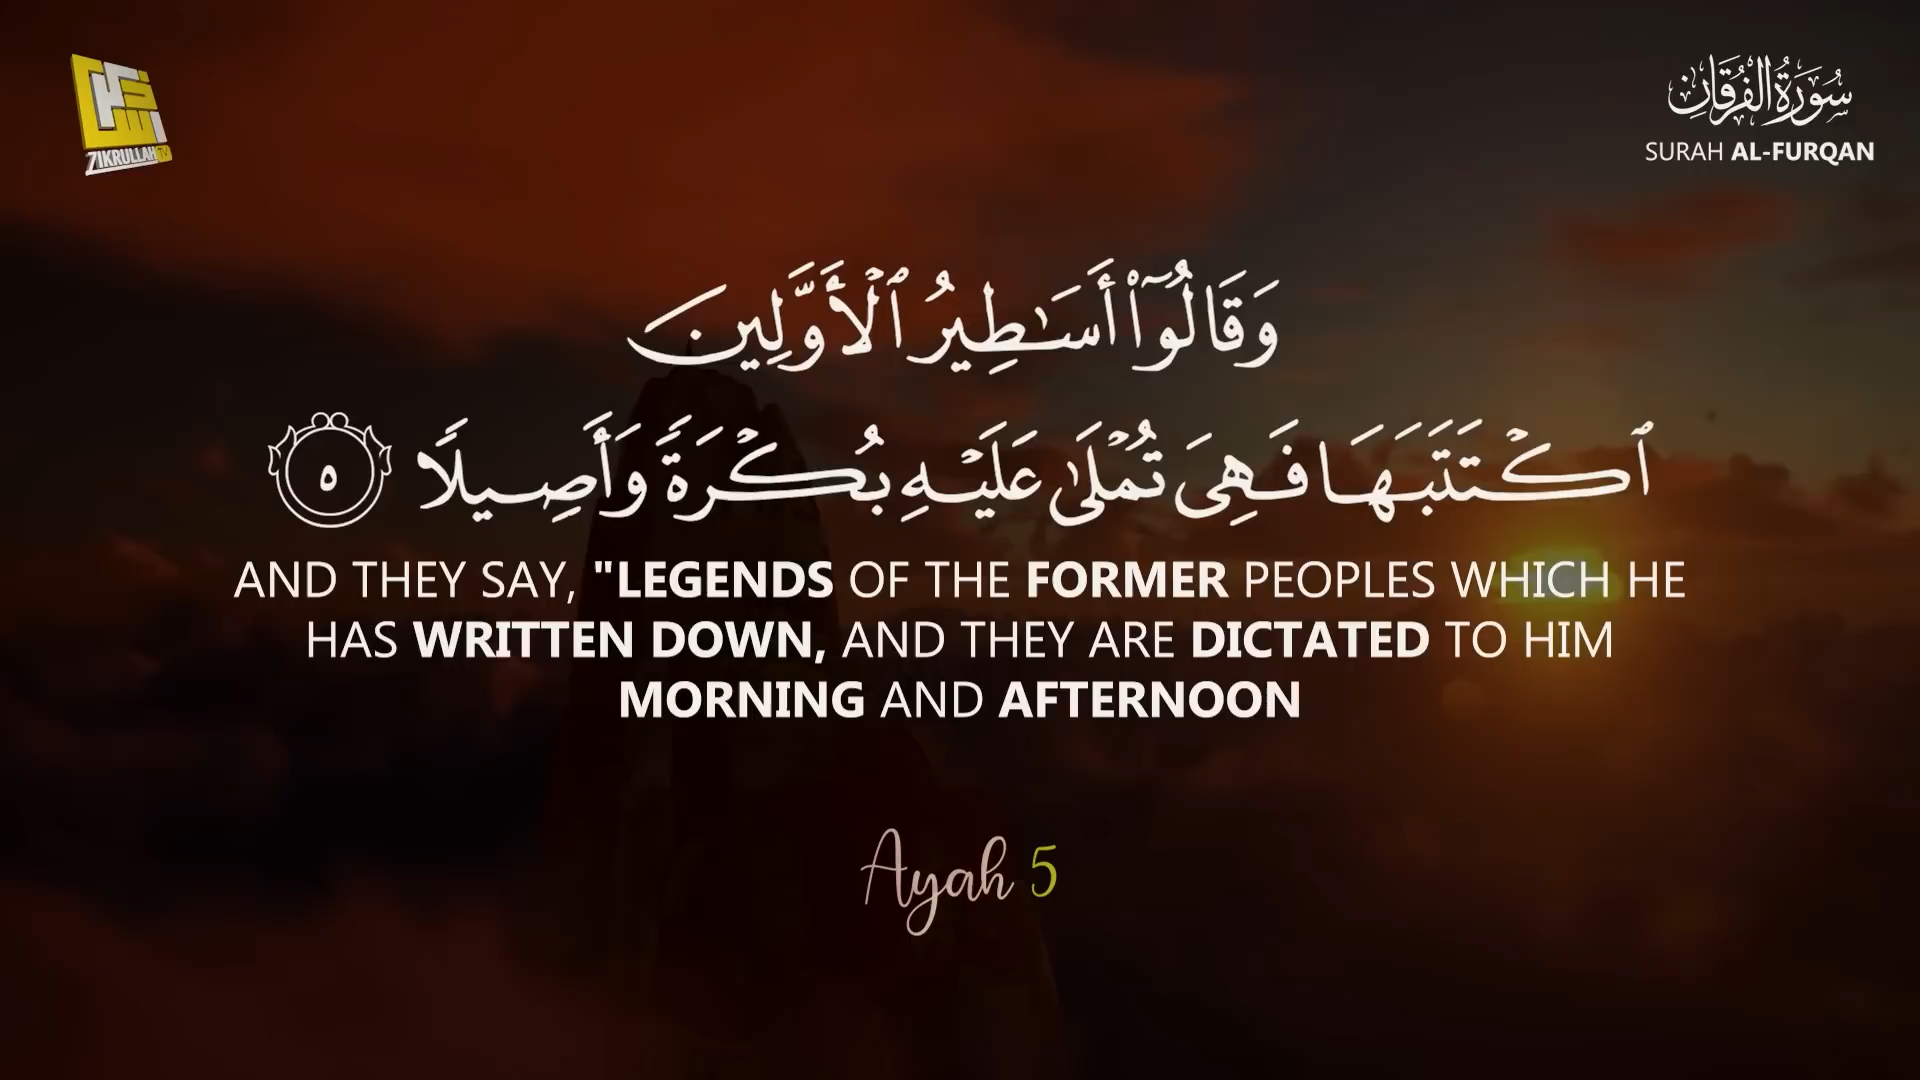 ZIKRULLAH TV
سُورَةُ الْفُرْقَانِ
SURAH AL-FURQAN
وَقَالُوٓا۟ أَسَـٰطِيرُ ٱلْأَوَّلِينَ
ٱكْتَتَبَهَا فَهِىَ تُمْلَىٰ عَلَيْهِ بُكْرَةً وَأَصِيلًا ٥
AND THEY SAY, "LEGENDS OF THE FORMER PEOPLES WHICH HE
HAS WRITTEN DOWN, AND THEY ARE DICTATED TO HIM
MORNING AND AFTERNOON
Ayah 5